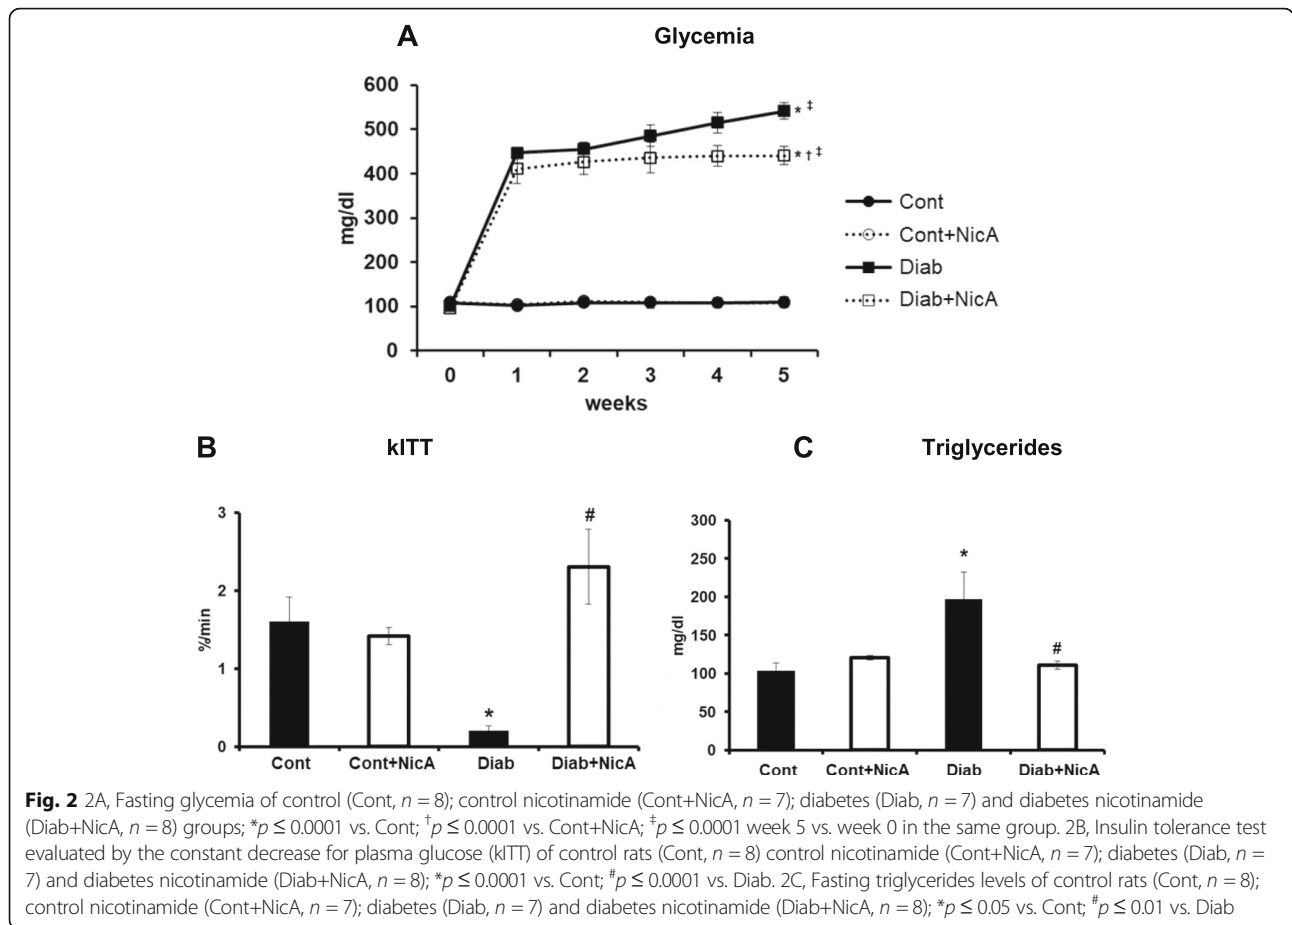 A Glycemia
600
500
400
300
200
100
0
mg/dl
* ‡
* † ‡
0 1 2 3 4 5
weeks
Cont
Cont+NicA
Diab
Diab+NicA
B kITT
3
2
1
0
%/min
*
#
Cont Cont+NicA Diab Diab+NicA
C Triglycerides
300
250
200
150
100
50
0
mg/dl
*
#
Cont Cont+NicA Diab Diab+NicA
Fig. 2 2A, Fasting glycemia of control (Cont, n = 8); control nicotinamide (Cont+NicA, n = 7); diabetes (Diab, n = 7) and diabetes nicotinamide
(Diab+NicA, n = 8) groups; *p ≤ 0.0001 vs. Cont; †p ≤ 0.0001 vs. Cont+NicA; ‡p ≤ 0.0001 week 5 vs. week 0 in the same group. 2B, Insulin tolerance test
evaluated by the constant decrease for plasma glucose (kITT) of control rats (Cont, n = 8) control nicotinamide (Cont+NicA, n = 7); diabetes (Diab, n =
7) and diabetes nicotinamide (Diab+NicA, n = 8); *p ≤ 0.0001 vs. Cont; #p ≤ 0.0001 vs. Diab. 2C, Fasting triglycerides levels of control rats (Cont, n = 8);
control nicotinamide (Cont+NicA, n = 7); diabetes (Diab, n = 7) and diabetes nicotinamide (Diab+NicA, n = 8); *p ≤ 0.05 vs. Cont; #p ≤ 0.01 vs. Diab